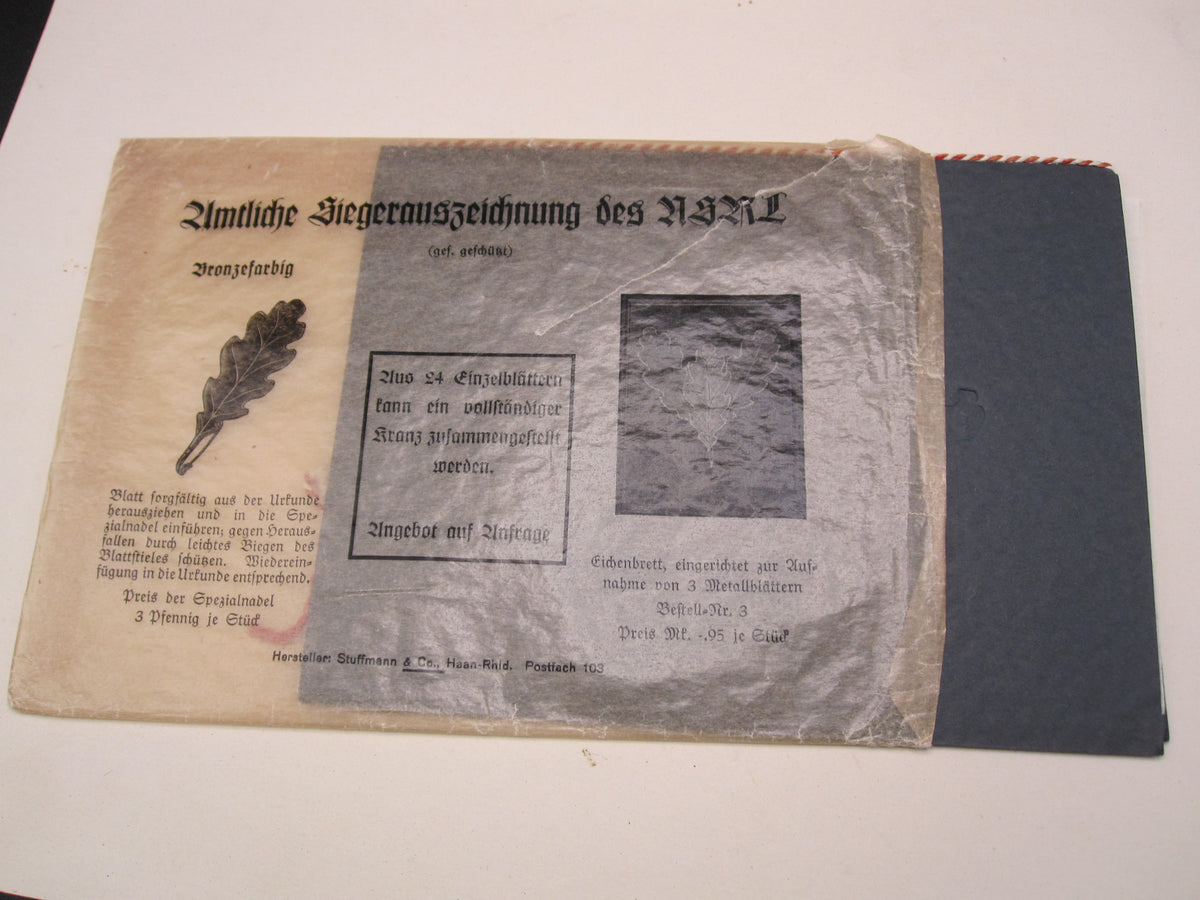 Amtliche Siegerauszeichnung des NSRL
(ges. geschützt)
Bronzefarbig
Blatt sorgfältig aus der Urkunde
herausziehen und in die Spe-
zialnadel einführen; gegen Heraus-
fallen durch leichtes Biegen des
Blattstieles schützen. Wiederein-
fügung in die Urkunde entsprechend.
Preis der Spezialnadel
3 Pfennig je Stück
Aus 24 Einzelblättern
kann ein vollständiger
Kranz zusammengestellt
werden.
Angebot auf Anfrage
Eichenbrett, eingerichtet zur Auf-
nahme von 3 Metallblättern
Bestell-Nr. 3
Preis Mk. -.95 je Stück
Hersteller: Stuffmann & Co., Haan-Rhld. Postfach 103